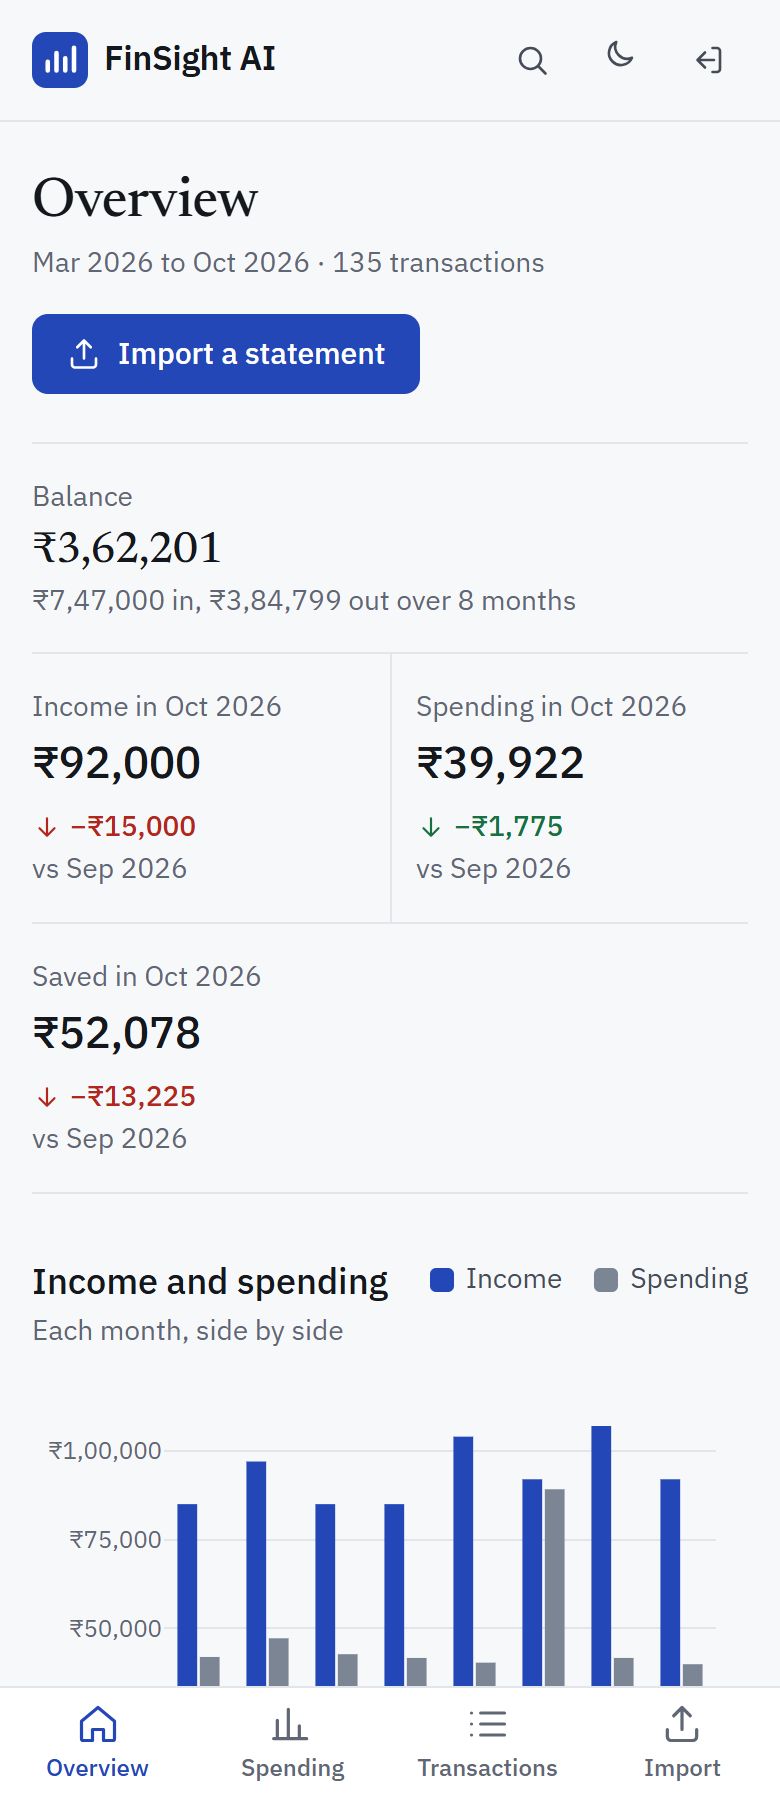 FinSight AI
Overview
Mar 2026 to Oct 2026 · 135 transactions
Import a statement
Balance
₹3,62,201
₹7,47,000 in, ₹3,84,799 out over 8 months
Income in Oct 2026
₹92,000
↓ −₹15,000
vs Sep 2026
Spending in Oct 2026
₹39,922
↓ −₹1,775
vs Sep 2026
Saved in Oct 2026
₹52,078
↓ −₹13,225
vs Sep 2026
Income and spending
Income
Spending
Each month, side by side
₹1,00,000
₹75,000
₹50,000
Overview
Spending
Transactions
Import